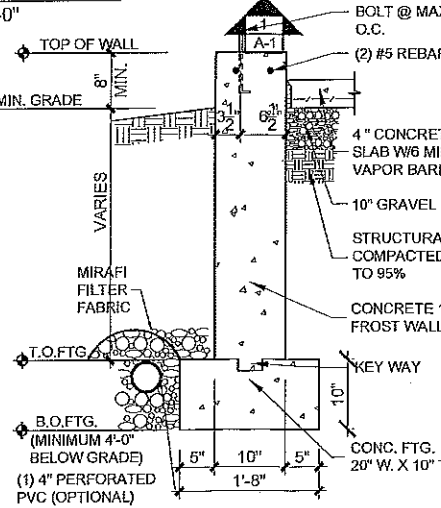 -0"
BOLT @ MAX
O.C.
1
A-1
TOP OF WALL
(2) #5 REBAR
8"
MIN.
MIN. GRADE
3 1/2"
6 1/2"
4" CONCRETE
SLAB W/6 MI
VAPOR BARR
10" GRAVEL
VARIES
STRUCTURA
COMPACTED
TO 95%
MIRAFI
FILTER
FABRIC
CONCRETE
FROST WALL
T.O.FTG.
KEY WAY
10"
B.O.FTG.
(MINIMUM 4'-0"
BELOW GRADE)
(1) 4" PERFORATED
PVC (OPTIONAL)
5" 10" 5"
1'-8"
CONC. FTG.
20" W. X 10"